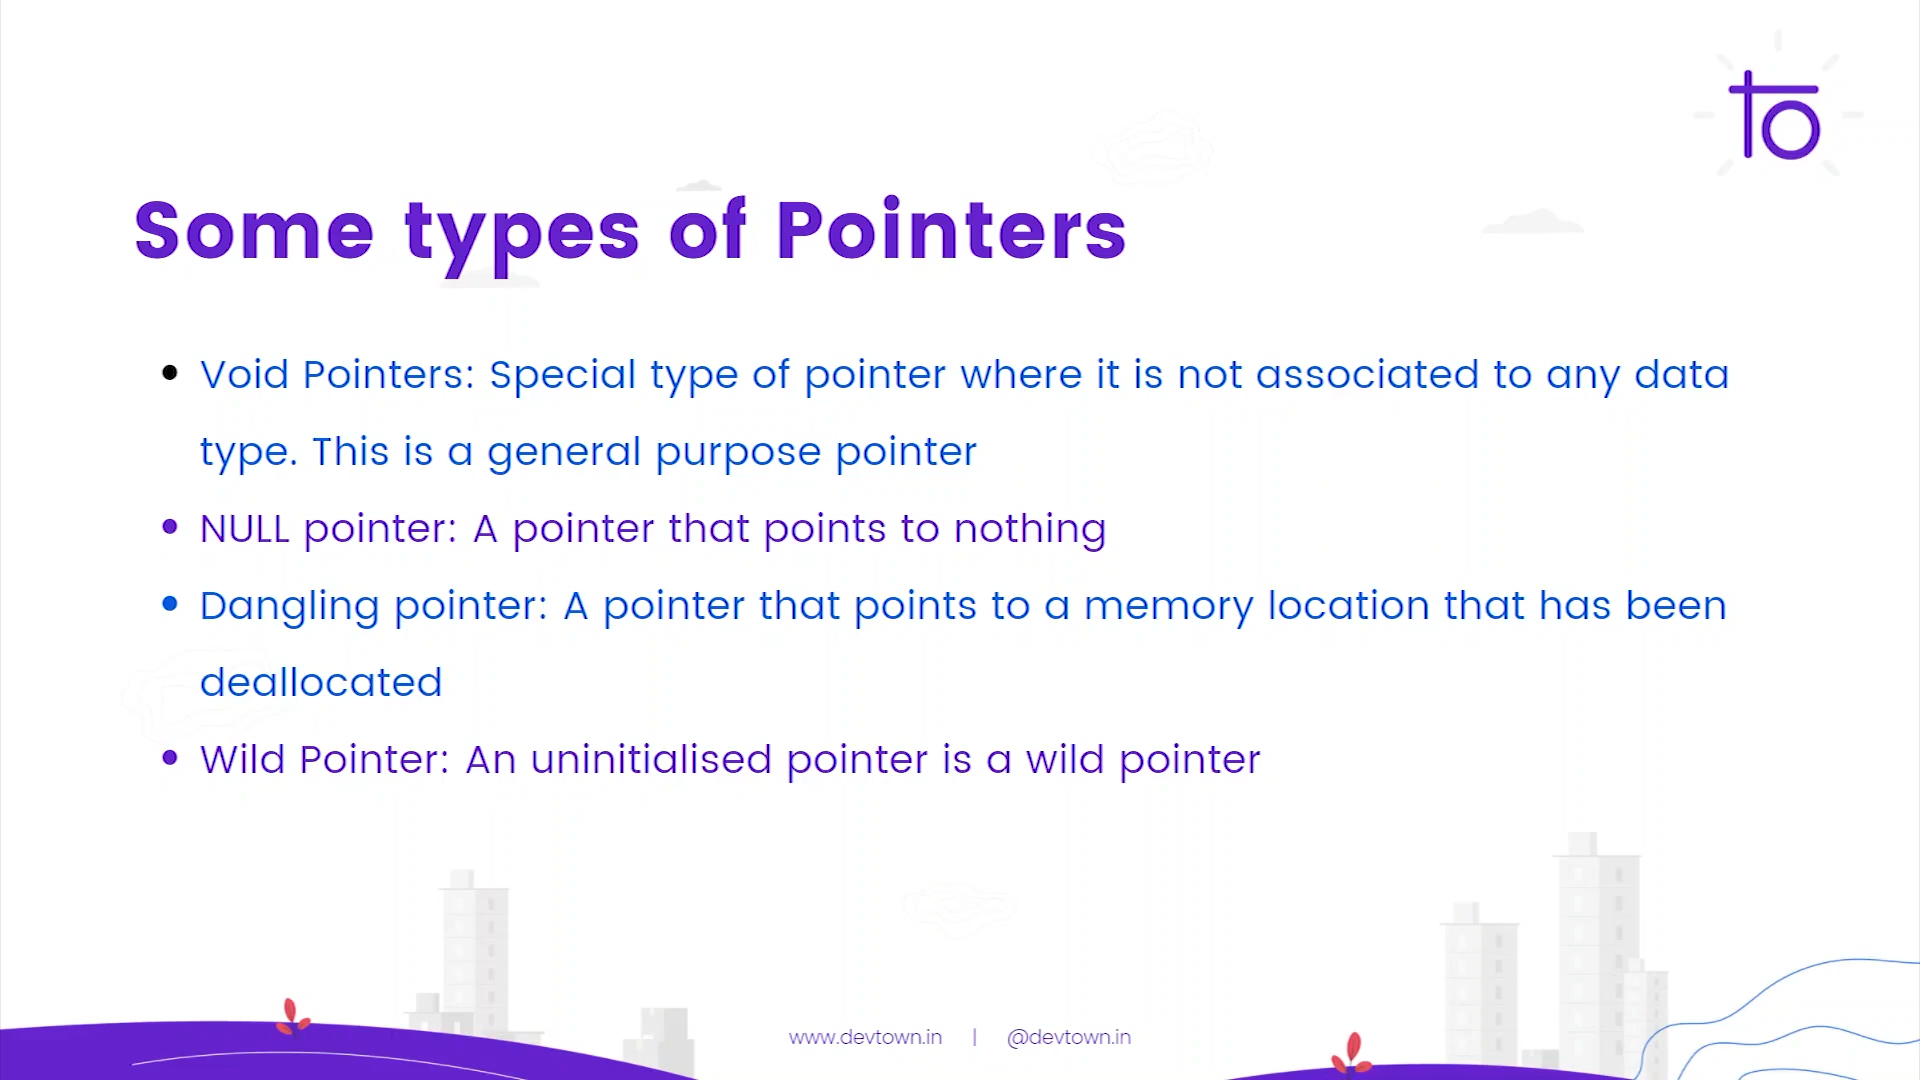 to
Some types of Pointers
• Void Pointers: Special type of pointer where it is not associated to any data
type. This is a general purpose pointer
• NULL pointer: A pointer that points to nothing
• Dangling pointer: A pointer that points to a memory location that has been
deallocated
• Wild Pointer: An uninitialised pointer is a wild pointer
www.devtown.in | @devtown.in